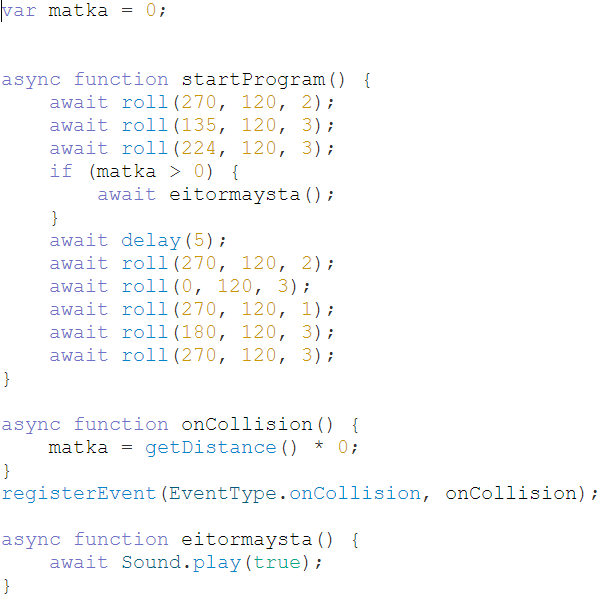 var matka = 0;
async function startProgram() {
    await roll(270, 120, 2);
    await roll(135, 120, 3);
    await roll(224, 120, 3);
    if (matka > 0) {
        await eitormaysta();
    }
    await delay(5);
    await roll(270, 120, 2);
    await roll(0, 120, 3);
    await roll(270, 120, 1);
    await roll(180, 120, 3);
    await roll(270, 120, 3);
}
async function onCollision() {
    matka = getDistance() * 0;
}
registerEvent(EventType.onCollision, onCollision);
async function eitormaysta() {
    await Sound.play(true);
}